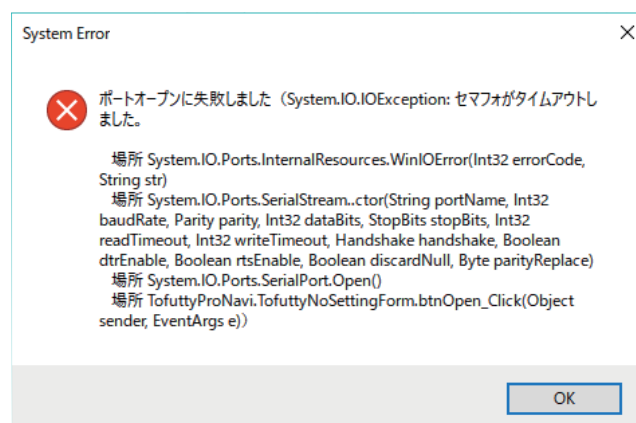 System Error
ポートオープンに失敗しました（System.IO.IOException: セマフォがタイムアウトし
ました。
場所 System.IO.Ports.InternalResources.WinIOError(Int32 errorCode,
String str)
場所 System.IO.Ports.SerialStream..ctor(String portName, Int32
baudRate, Parity parity, Int32 dataBits, StopBits stopBits, Int32
readTimeout, Int32 writeTimeout, Handshake handshake, Boolean
dtrEnable, Boolean rtsEnable, Boolean discardNull, Byte parityReplace)
場所 System.IO.Ports.SerialPort.Open()
場所 TofuttyProNavi.TofuttyNoSettingForm.btnOpen_Click(Object
sender, EventArgs e)）
OK